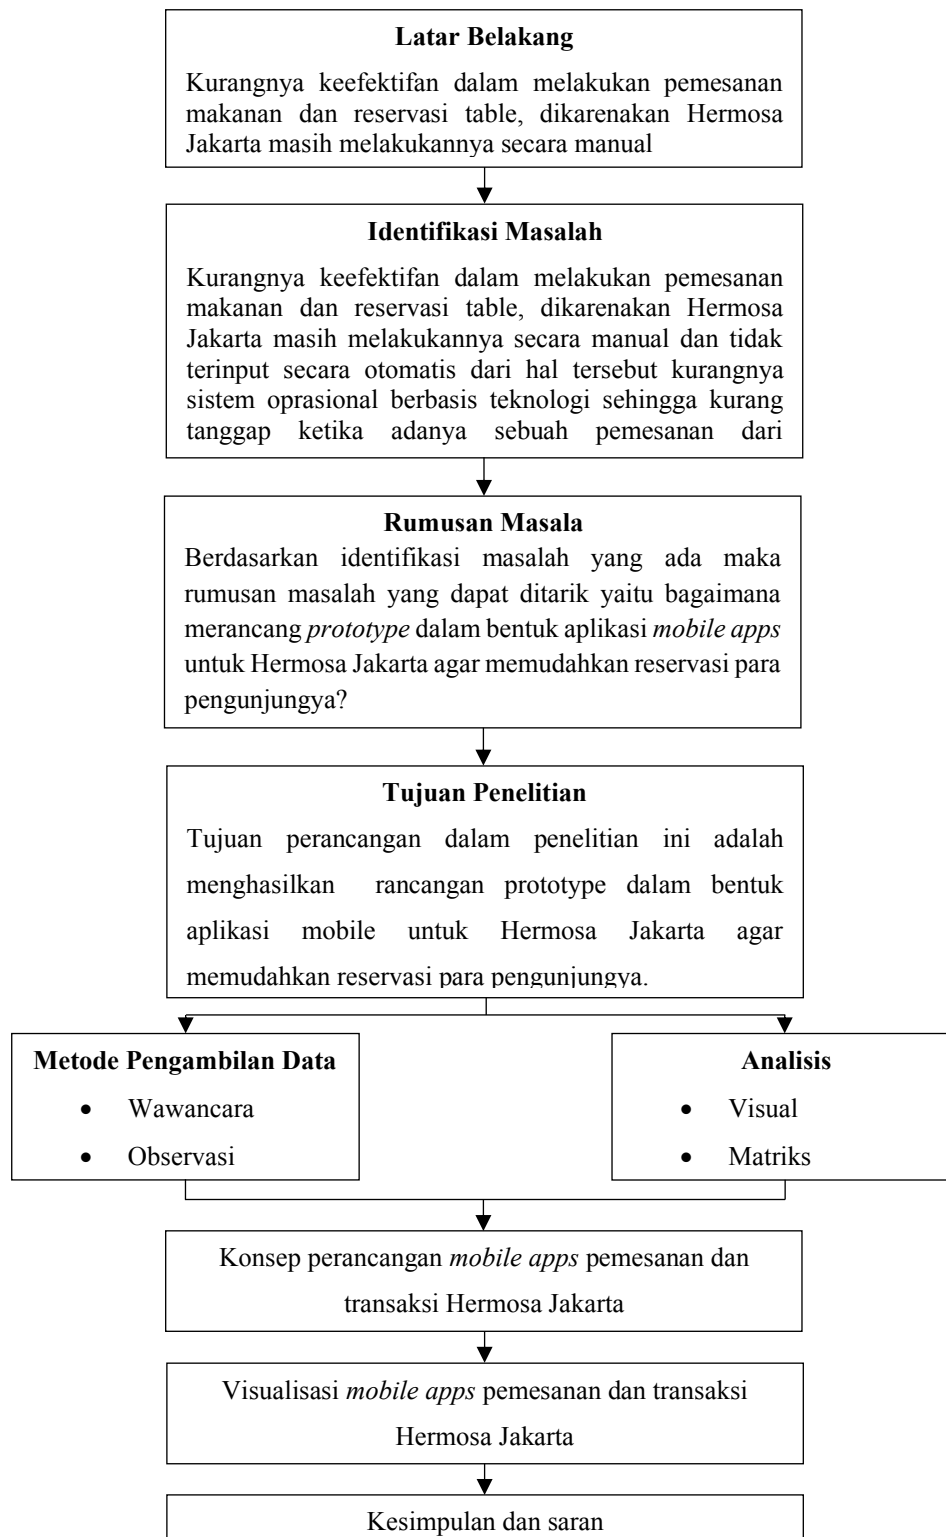 Latar Belakang
Kurangnya keefektifan dalam melakukan pemesanan
makanan dan reservasi table, dikarenakan Hermosa
Jakarta masih melakukannya secara manual
Identifikasi Masalah
Kurangnya keefektifan dalam melakukan pemesanan
makanan dan reservasi table, dikarenakan Hermosa
Jakarta masih melakukannya secara manual dan tidak
terinput secara otomatis dari hal tersebut kurangnya
sistem oprasional berbasis teknologi sehingga kurang
tanggap ketika adanya sebuah pemesanan dari
Rumusan Masala
Berdasarkan identifikasi masalah yang ada maka
rumusan masalah yang dapat ditarik yaitu bagaimana
merancang prototype dalam bentuk aplikasi mobile apps
untuk Hermosa Jakarta agar memudahkan reservasi para
pengunjungya?
Tujuan Penelitian
Tujuan perancangan dalam penelitian ini adalah
menghasilkan rancangan prototype dalam bentuk
aplikasi mobile untuk Hermosa Jakarta agar
memudahkan reservasi para pengunjungya.
Metode Pengambilan Data
• Wawancara
• Observasi
Analisis
• Visual
• Matriks
Konsep perancangan mobile apps pemesanan dan
transaksi Hermosa Jakarta
Visualisasi mobile apps pemesanan dan transaksi
Hermosa Jakarta
Kesimpulan dan saran